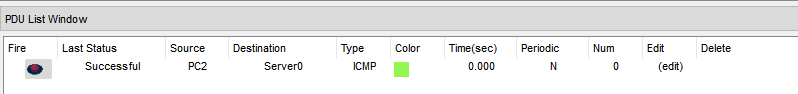 PDU List Window
Fire Last Status Source Destination Type Color Time(sec) Periodic Num Edit Delete
Successful PC2 Server0 ICMP 0.000 N 0 (edit)